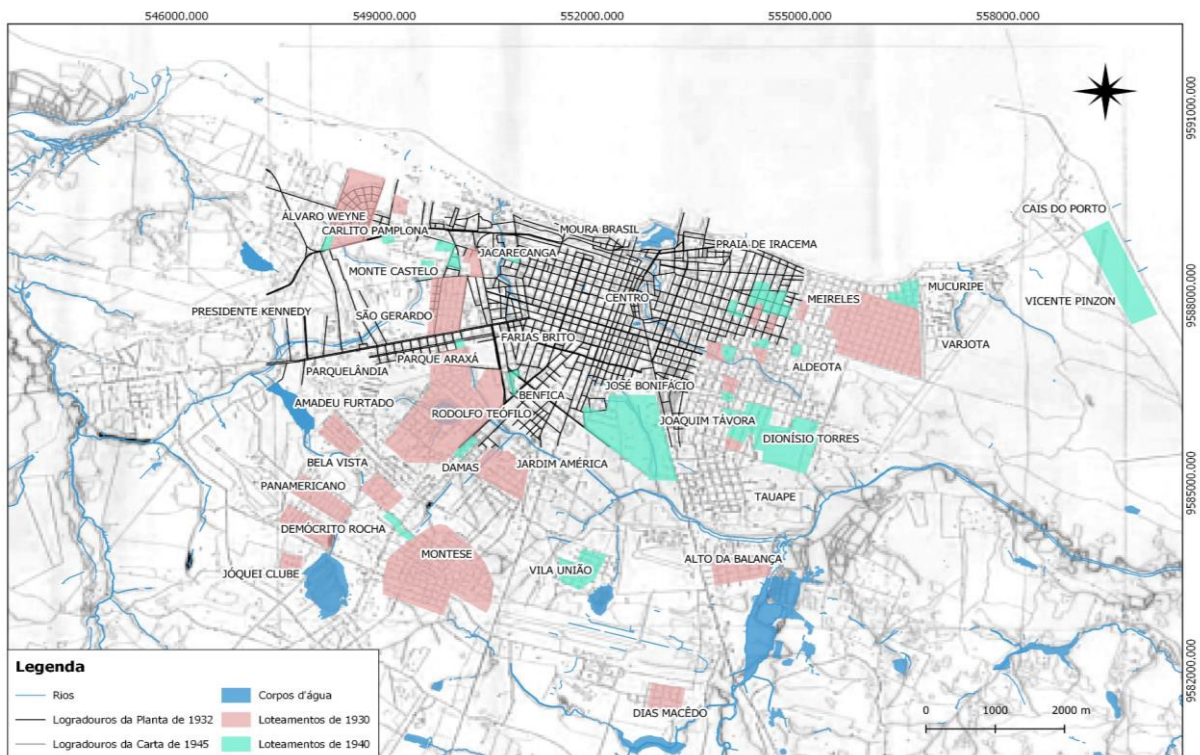 546000.000 549000.000 552000.000 555000.000 558000.000
9591000.000
9588000.000
9585000.000
9582000.000
CAIS DO PORTO
ÁLVARO WEYNE
CARLITO PAMPLONA
MOURA BRASIL
PRAIA DE IRACEMA
JACARECANGA
MONTE CASTELO
MUCURIPE
CENTRO
MEIRELES
VICENTE PINZON
PRESIDENTE KENNEDY
SÃO GERARDO
FARIAS BRITO
VARJOTA
PARQUE ARAXÁ
PARQUELÂNDIA
ALDEOTA
JOSÉ BONIFÁCIO
BENFICA
AMADEU FURTADO
RODOLFO TEÓFILO
JOAQUIM TÁVORA
DIONÍSIO TORRES
BELA VISTA
DAMAS
JARDIM AMÉRICA
PANAMERICANO
TAUAPE
DEMÓCRITO ROCHA
MONTESE
ALTO DA BALANÇA
JÓQUEI CLUBE
VILA UNIÃO
DIAS MACÊDO
Legenda
Rios
Corpos d'água
Logradouros da Planta de 1932
Loteamentos de 1930
Logradouros da Carta de 1945
Loteamentos de 1940
0 1000 2000 m